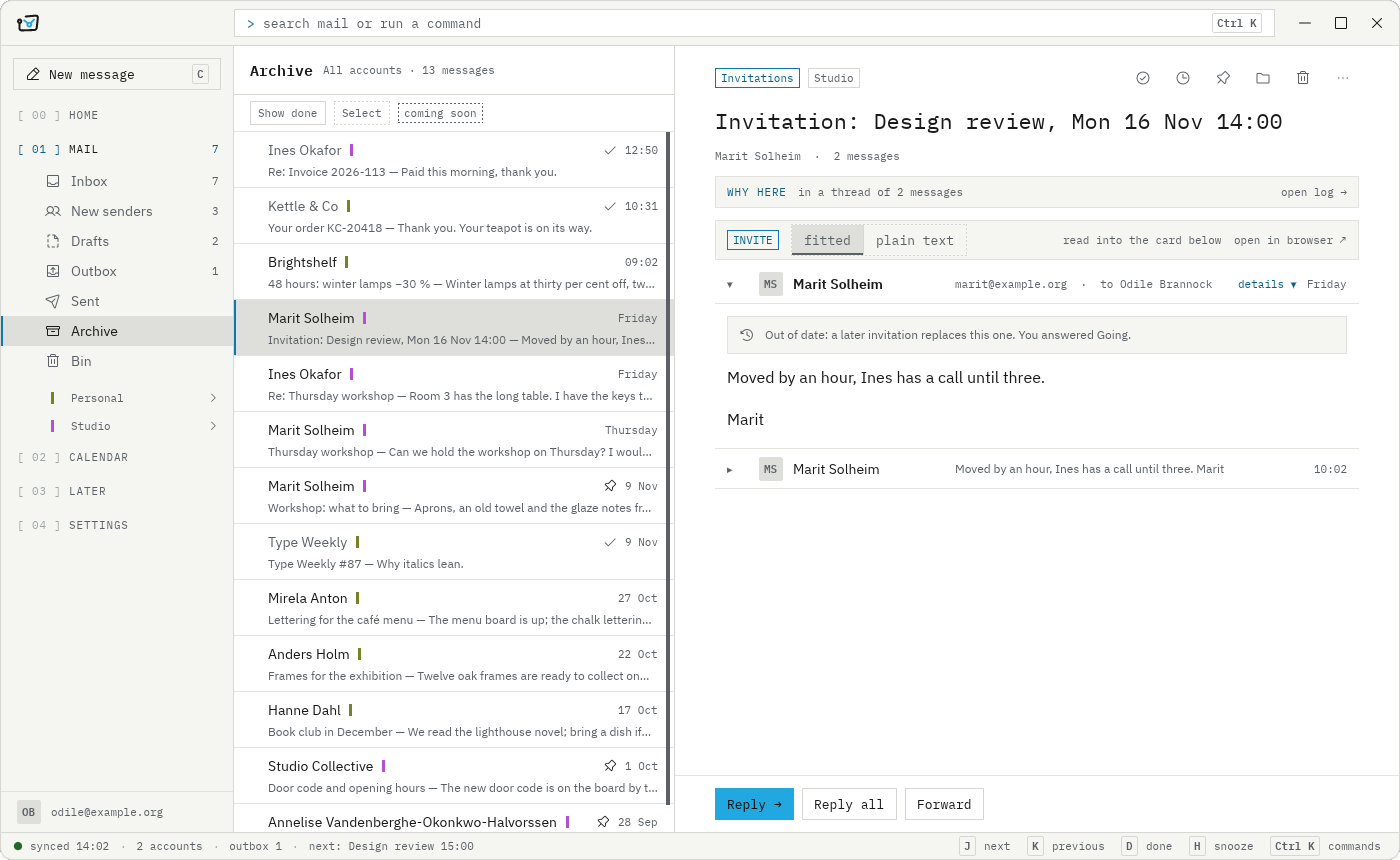 > search mail or run a command Ctrl K
New message C
[ 00 ] HOME
[ 01 ] MAIL 7
Inbox 7
New senders 3
Drafts 2
Outbox 1
Sent
Archive
Bin
Personal
Studio
[ 02 ] CALENDAR
[ 03 ] LATER
[ 04 ] SETTINGS
OB odile@example.org
Archive All accounts · 13 messages
Show done Select coming soon
Ines Okafor 12:50
Re: Invoice 2026-113 — Paid this morning, thank you.
Kettle & Co 10:31
Your order KC-20418 — Thank you. Your teapot is on its way.
Brightshelf 09:02
48 hours: winter lamps −30 % — Winter lamps at thirty per cent off, tw…
Marit Solheim Friday
Invitation: Design review, Mon 16 Nov 14:00 — Moved by an hour, Ines…
Ines Okafor Friday
Re: Thursday workshop — Room 3 has the long table. I have the keys t…
Marit Solheim Thursday
Thursday workshop — Can we hold the workshop on Thursday? I woul…
Marit Solheim 9 Nov
Workshop: what to bring — Aprons, an old towel and the glaze notes fr…
Type Weekly 9 Nov
Type Weekly #87 — Why italics lean.
Mirela Anton 27 Oct
Lettering for the café menu — The menu board is up; the chalk letterin…
Anders Holm 22 Oct
Frames for the exhibition — Twelve oak frames are ready to collect on…
Hanne Dahl 17 Oct
Book club in December — We read the lighthouse novel; bring a dish if…
Studio Collective 1 Oct
Door code and opening hours — The new door code is on the board by t…
Annelise Vandenberghe-Okonkwo-Halvorssen 28 Sep
Invitations Studio
Invitation: Design review, Mon 16 Nov 14:00
Marit Solheim · 2 messages
WHY HERE in a thread of 2 messages open log →
INVITE fitted plain text read into the card below open in browser ↗
MS Marit Solheim marit@example.org · to Odile Brannock details ▾ Friday
Out of date: a later invitation replaces this one. You answered Going.
Moved by an hour, Ines has a call until three.
Marit
MS Marit Solheim Moved by an hour, Ines has a call until three. Marit 10:02
Reply → Reply all Forward
synced 14:02 · 2 accounts · outbox 1 · next: Design review 15:00
J next K previous D done H snooze Ctrl K commands